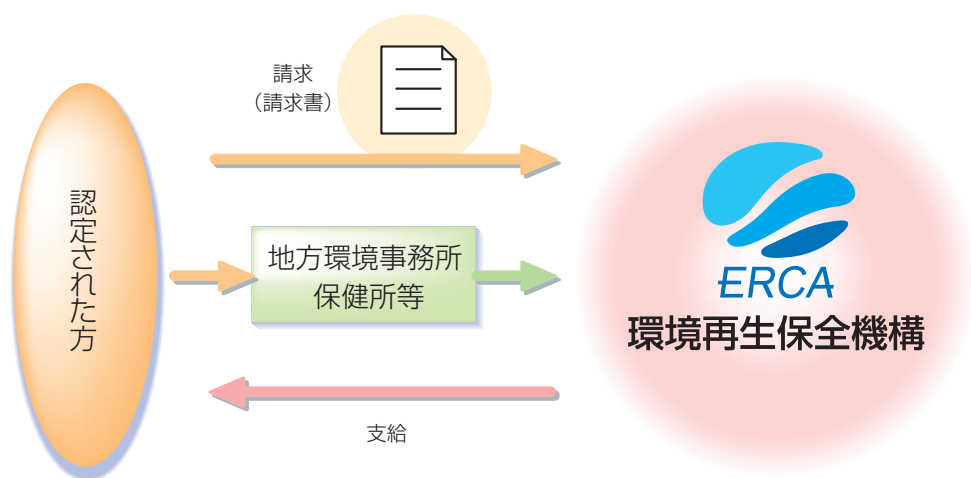 認定された方
請求
（請求書）
地方環境事務所
保健所等
支給
ERCA
環境再生保全機構